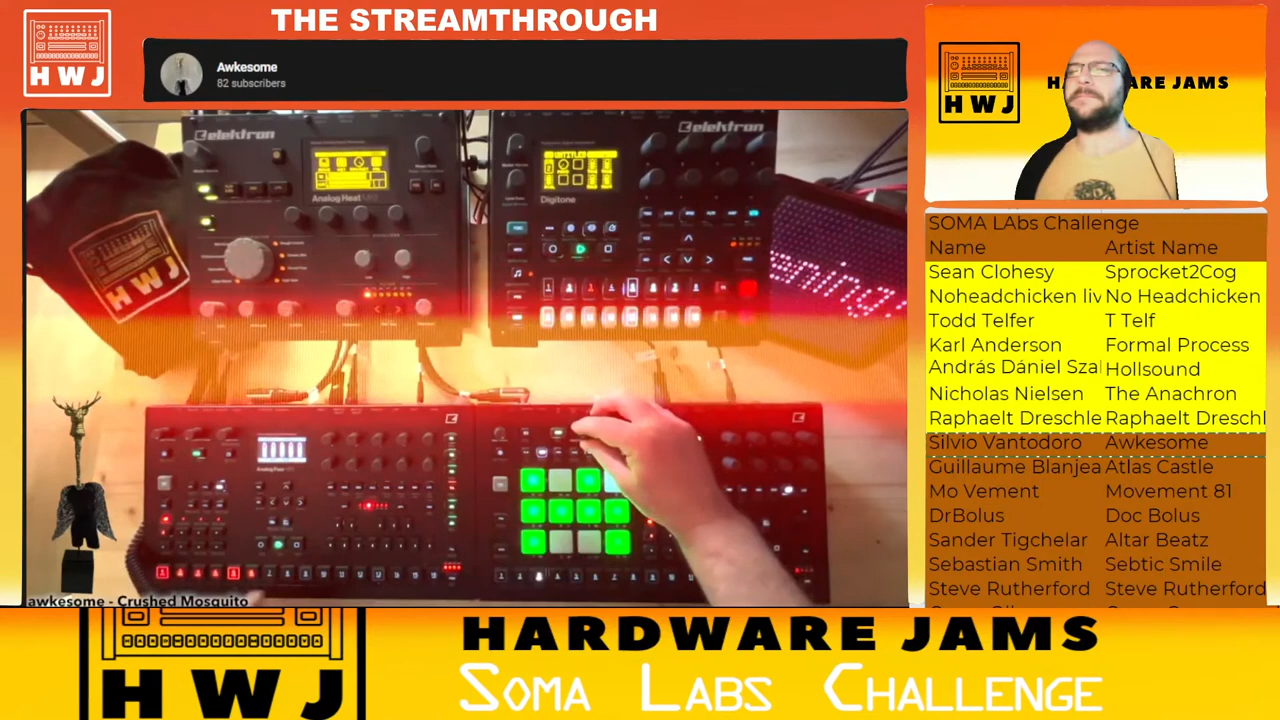 THE STREAMTHROUGH
HWJ
Awkesome
82 subscribers
HWJ
HARDWARE JAMS
elektron
Analog Heat
elektron
Digitone
HWJ
ening.
awkesome - Crushed Mosquito
SOMA LAbs Challenge
Name Artist Name
Sean Clohesy Sprocket2Cog
Noheadchicken liv No Headchicken
Todd Telfer T Telf
Karl Anderson Formal Process
András Dániel Sza Hollsound
Nicholas Nielsen The Anachron
Raphaelt Dreschle Raphaelt Dreschl
Silvio Vantodoro Awkesome
Guillaume Blanjea Atlas Castle
Mo Vement Movement 81
DrBolus Doc Bolus
Sander Tigchelar Altar Beatz
Sebastian Smith Sebtic Smile
Steve Rutherford Steve Rutherford
HWJ
HARDWARE JAMS
SOMA LABS CHALLENGE